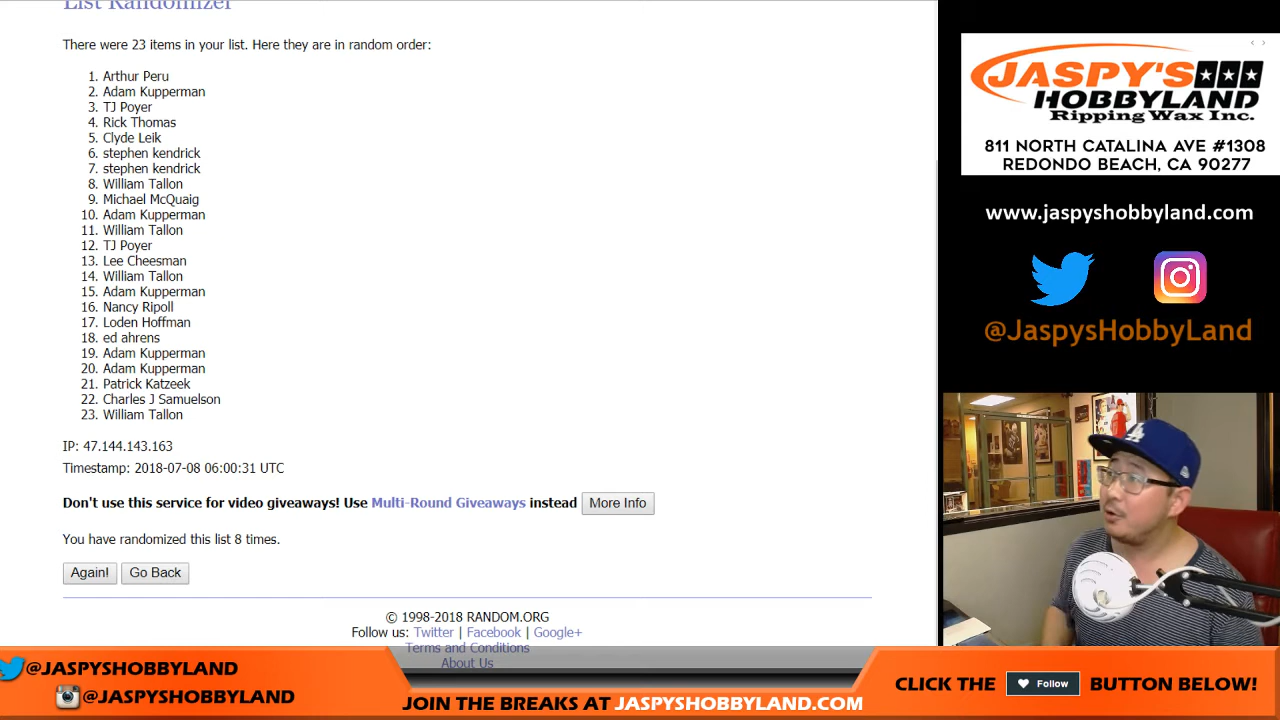 List Randomizer
There were 23 items in your list. Here they are in random order:
1. Arthur Peru
2. Adam Kupperman
3. TJ Poyer
4. Rick Thomas
5. Clyde Leik
6. stephen kendrick
7. stephen kendrick
8. William Tallon
9. Michael McQuaig
10. Adam Kupperman
11. William Tallon
12. TJ Poyer
13. Lee Cheesman
14. William Tallon
15. Adam Kupperman
16. Nancy Ripoll
17. Loden Hoffman
18. ed ahrens
19. Adam Kupperman
20. Adam Kupperman
21. Patrick Katzeek
22. Charles J Samuelson
23. William Tallon
IP: 47.144.143.163
Timestamp: 2018-07-08 06:00:31 UTC
Don't use this service for video giveaways! Use Multi-Round Giveaways instead More Info
You have randomized this list 8 times.
Again! Go Back
© 1998-2018 RANDOM.ORG
Follow us: Twitter | Facebook | Google+
Terms and Conditions
About Us
JASPY'S
HOBBYLAND
Ripping Wax Inc.
811 NORTH CATALINA AVE #1308
REDONDO BEACH, CA 90277
www.jaspyshobbyland.com
@JaspysHobbyLand
LA
@JASPYSHOBBYLAND
@JASPYSHOBBYLAND
JOIN THE BREAKS AT JASPYSHOBBYLAND.COM
CLICK THE Follow BUTTON BELOW!